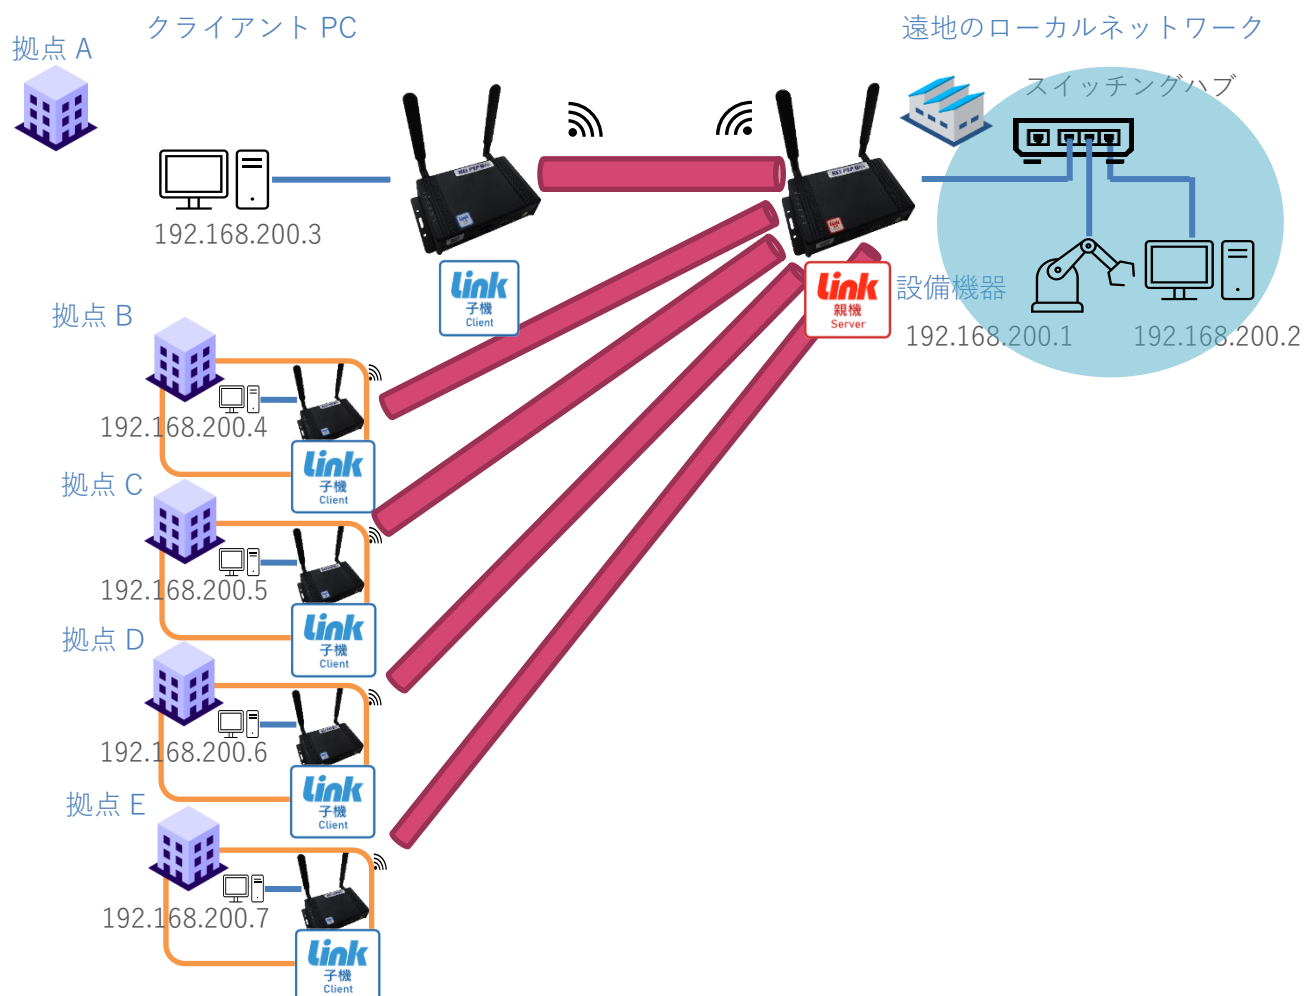 クライアント PC
遠地のローカルネットワーク
拠点 A
スイッチングハブ
192.168.200.3
Link
子機
Client
Link
親機
Server
設備機器
192.168.200.1
192.168.200.2
拠点 B
192.168.200.4
Link
子機
Client
拠点 C
192.168.200.5
Link
子機
Client
拠点 D
192.168.200.6
Link
子機
Client
拠点 E
192.168.200.7
Link
子機
Client